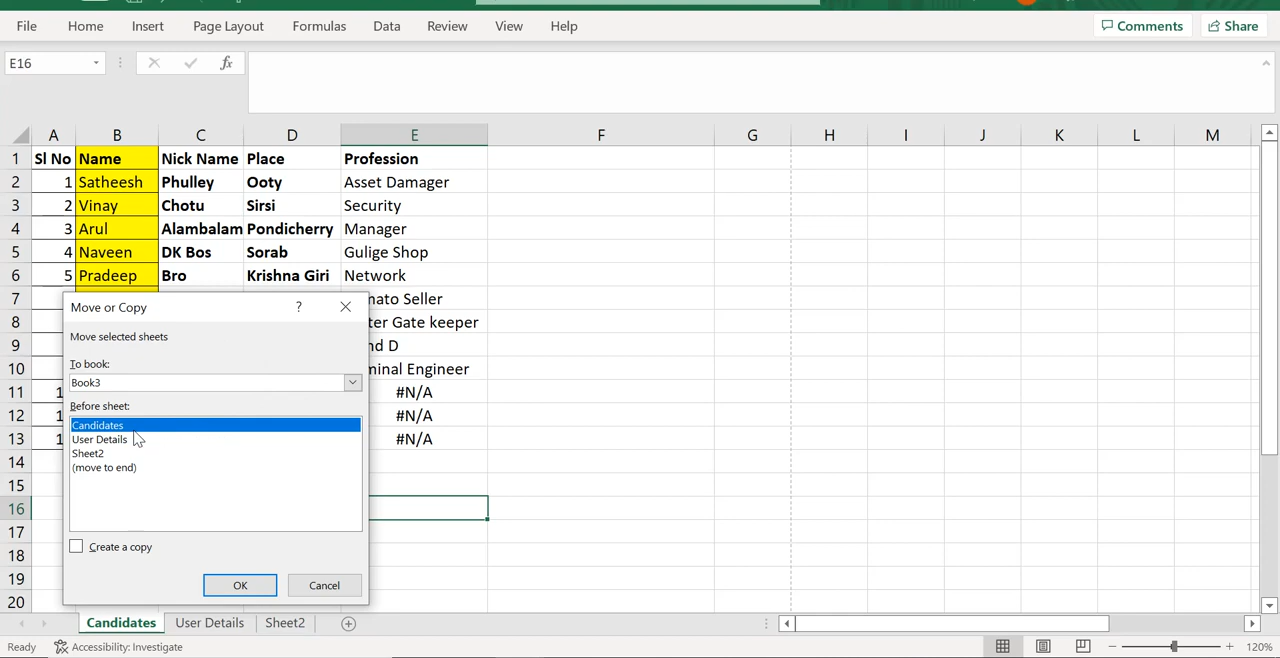 File Home Insert Page Layout Formulas Data Review View Help Comments Share
E16 fx
A B C D E F G H I J K L M
1 Sl No Name Nick Name Place Profession
2 1 Satheesh Phulley Ooty Asset Damager
3 2 Vinay Chotu Sirsi Security
4 3 Arul Alambalam Pondicherry Manager
5 4 Naveen DK Bos Sorab Gulige Shop
6 5 Pradeep Bro Krishna Giri Network
7 mato Seller
8 ter Gate keeper
9 nd D
10 minal Engineer
11 1 #N/A
12 1 #N/A
13 1 #N/A
14
15
16
17
18
19
20
Move or Copy ?
Move selected sheets
To book:
Book3
Before sheet:
Candidates
User Details
Sheet2
(move to end)
Create a copy
OK Cancel
Candidates User Details Sheet2
Ready Accessibility: Investigate 120%